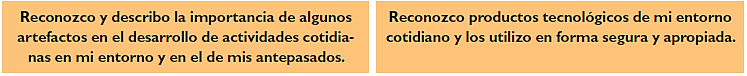 Reconozco y describo la importancia de algunos
artefactos en el desarrollo de actividades cotidia-
nas en mi entorno y en el de mis antepasados.
Reconozco productos tecnológicos de mi entorno
cotidiano y los utilizo en forma segura y apropiada.